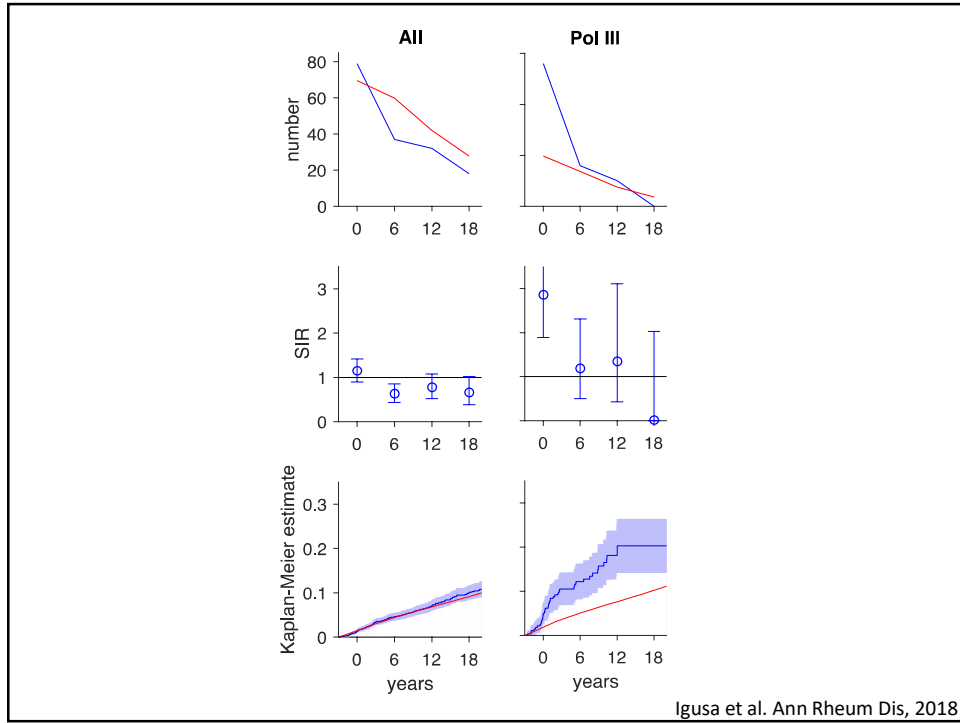 All Pol III
number
80
60
40
20
0
0 6 12 18 0 6 12 18
SIR
3
2
1
0
0 6 12 18 0 6 12 18
Kaplan-Meier estimate
0.3
0.2
0.1
0
0 6 12 18 0 6 12 18
years years
Igusa et al. Ann Rheum Dis, 2018